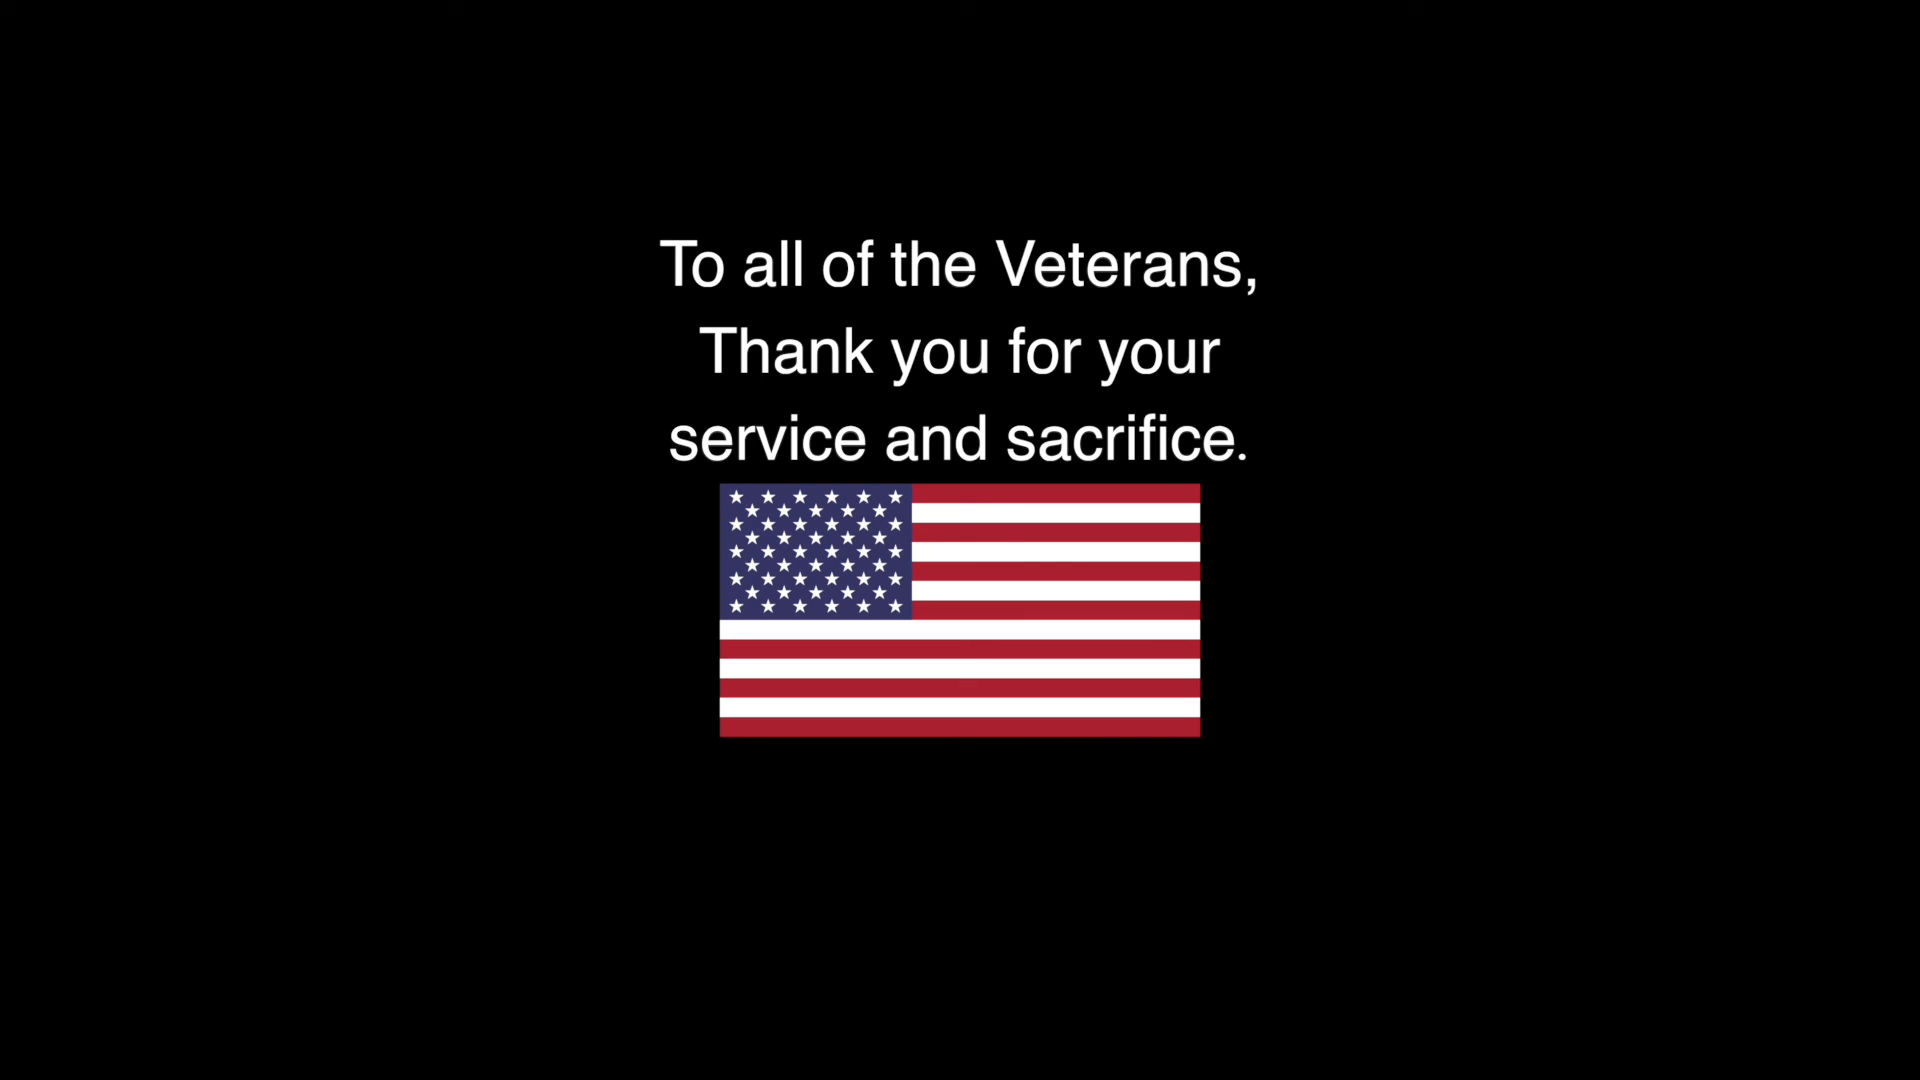 To all of the Veterans,
Thank you for your
service and sacrifice.